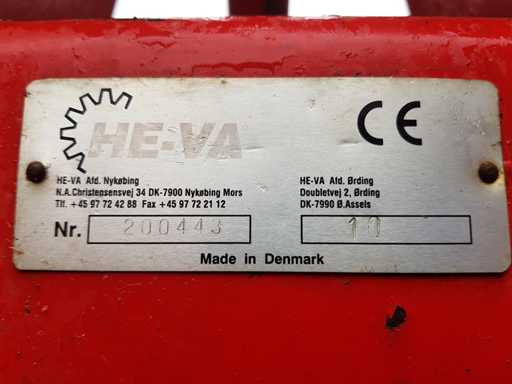 HE-VA
CE
HE-VA Afd. Nykøbing
N.A.Christensensvej 34 DK-7900 Nykøbing Mors
Tlf. +45 97 72 42 88 Fax +45 97 72 21 12
HE-VA Afd. Ørding
Doubletvej 2, Ørding
DK-7990 Ø.Assels
Nr. 200443 10
Made in Denmark